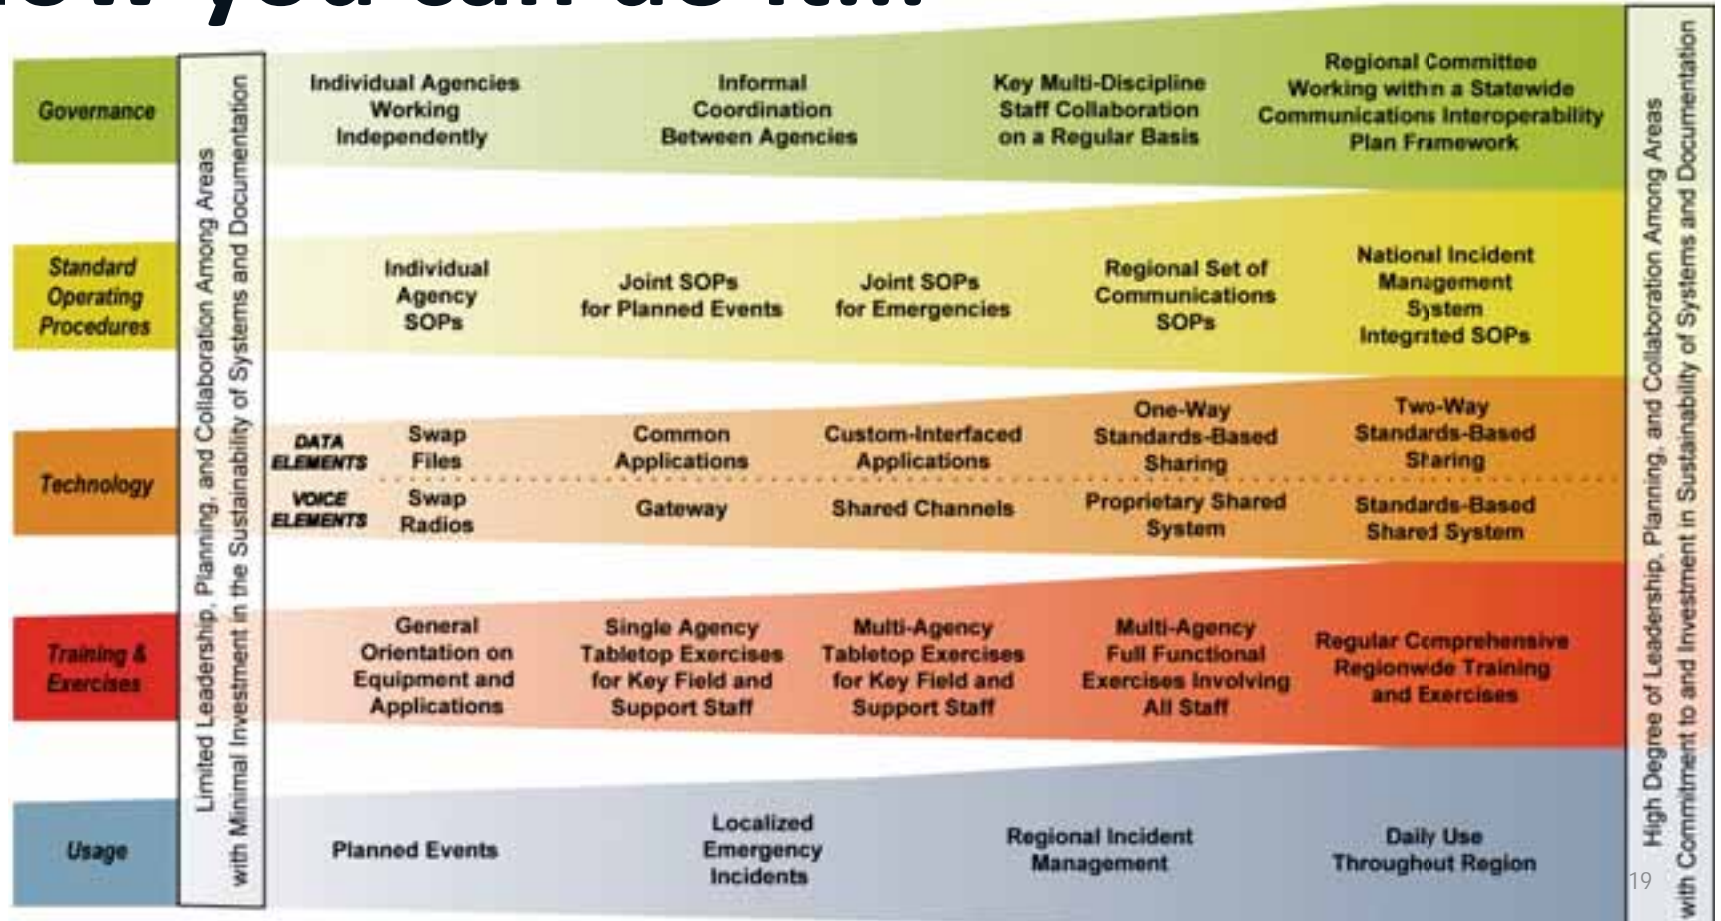 Governance
Limited Leadership, Planning, and Collaboration Among Areas
with Minimal Investment in the Sustainability of Systems and Documentation
Individual Agencies
Working
Independently
Informal
Coordination
Between Agencies
Key Multi-Discipline
Staff Collaboration
on a Regular Basis
Regional Committee
Working within a Statewide
Communications Interoperability
Plan Framework
Standard
Operating
Procedures
Individual
Agency
SOPs
Joint SOPs
for Planned Events
Joint SOPs
for Emergencies
Regional Set of
Communications
SOPs
National Incident
Management
System
Integrated SOPs
Technology
DATA
ELEMENTS
Swap
Files
Common
Applications
Custom-Interfaced
Applications
One-Way
Standards-Based
Sharing
Two-Way
Standards-Based
Sharing
VOICE
ELEMENTS
Swap
Radios
Gateway
Shared Channels
Proprietary Shared
System
Standards-Based
Shared System
Training &
Exercises
General
Orientation on
Equipment and
Applications
Single Agency
Tabletop Exercises
for Key Field and
Support Staff
Multi-Agency
Tabletop Exercises
for Key Field and
Support Staff
Multi-Agency
Full Functional
Exercises Involving
All Staff
Regular Comprehensive
Regionwide Training
and Exercises
Usage
Planned Events
Localized
Emergency
Incidents
Regional Incident
Management
Daily Use
Throughout Region
High Degree of Leadership, Planning, and Collaboration Among Areas
with Commitment to and Investment in Sustainability of Systems and Documentation
19